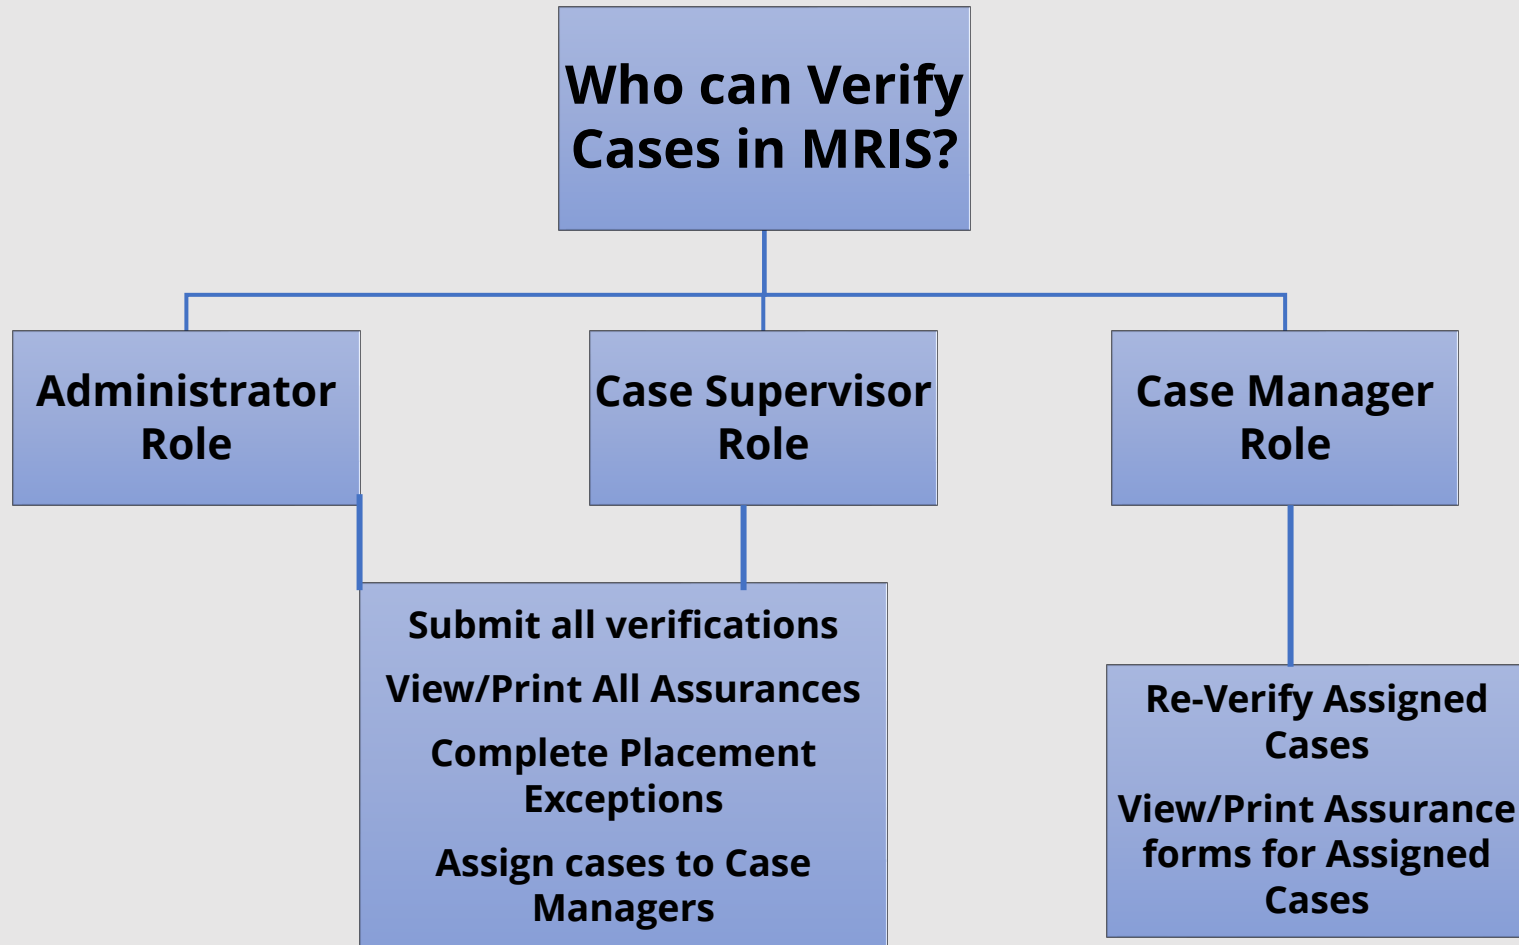 Who can Verify
Cases in MRIS?
Administrator
Role
Case Supervisor
Role
Case Manager
Role
Submit all verifications
View/Print All Assurances
Complete Placement
Exceptions
Assign cases to Case
Managers
Re-Verify Assigned
Cases
View/Print Assurance
forms for Assigned
Cases